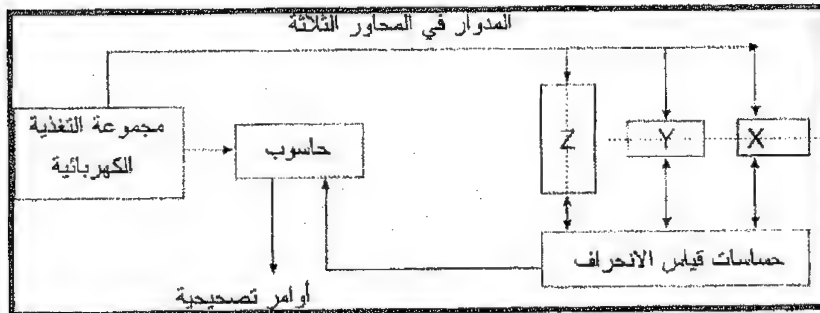 المدوار في المحاور الثلاثة
مجموعة التغذية
الكهربائية
حاسوب
Z
Y
X
حساسات قياس الانحراف
أوامر تصحيحية